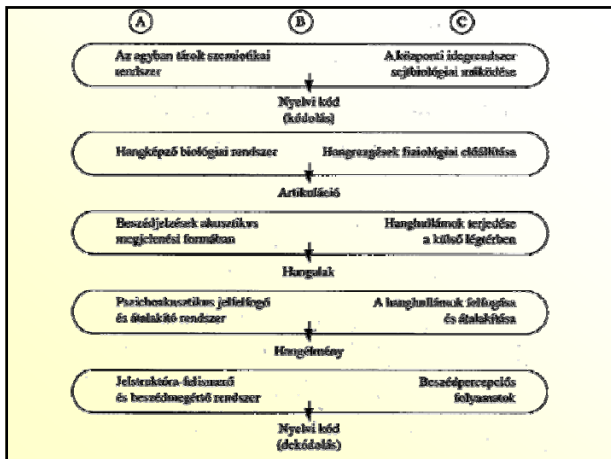 A B C
Az agyban tárolt szemiotikai
rendszer
A központi idegrendszer
sejtbiológiai működése
Nyelvi kód
(kódolás)
Hangképző biológiai rendszer
Hangrezgések fiziológiai előállítása
Artikuláció
Beszédjelzések akusztikus
megjelenési formában
Hanghullámok terjedése
a külső légtérben
Hangalak
Pszichoakusztikus jelfelfogó
és átalakító rendszer
A hanghullámok felfogása
és átalakítása
Hangélmény
Jelstruktúra-felismerő
és beszédmegértő rendszer
Beszédpercepciós
folyamatok
Nyelvi kód
(dekódolás)